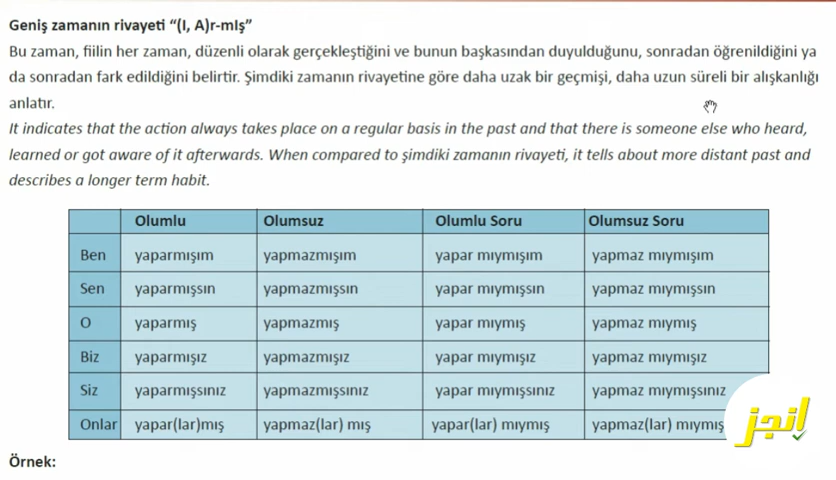 Geniş zamanın rivayeti “(I, A)r-mIş”
Bu zaman, fiilin her zaman, düzenli olarak gerçekleştiğini ve bunun başkasından duyulduğunu, sonradan öğrenildiğini ya
da sonradan fark edildiğini belirtir. Şimdiki zamanın rivayetine göre daha uzak bir geçmişi, daha uzun süreli bir alışkanlığı
anlatır.
It indicates that the action always takes place on a regular basis in the past and that there is someone else who heard,
learned or got aware of it afterwards. When compared to şimdiki zamanın rivayeti, it tells about more distant past and
describes a longer term habit.
Olumlu Olumsuz Olumlu Soru Olumsuz Soru
Ben yaparmışım yapmazmışım yapar mıymışım yapmaz mıymışım
Sen yaparmışsın yapmazmışsın yapar mıymışsın yapmaz mıymışsın
O yaparmış yapmazmış yapar mıymış yapmaz mıymış
Biz yaparmışız yapmazmışız yapar mıymışız yapmaz mıymışız
Siz yaparmışsınız yapmazmışsınız yapar mıymışsınız yapmaz mıymışsınız
Onlar yapar(lar)mış yapmaz(lar) mış yapar(lar) mıymış yapmaz(lar) mıymış
انجز
Örnek: